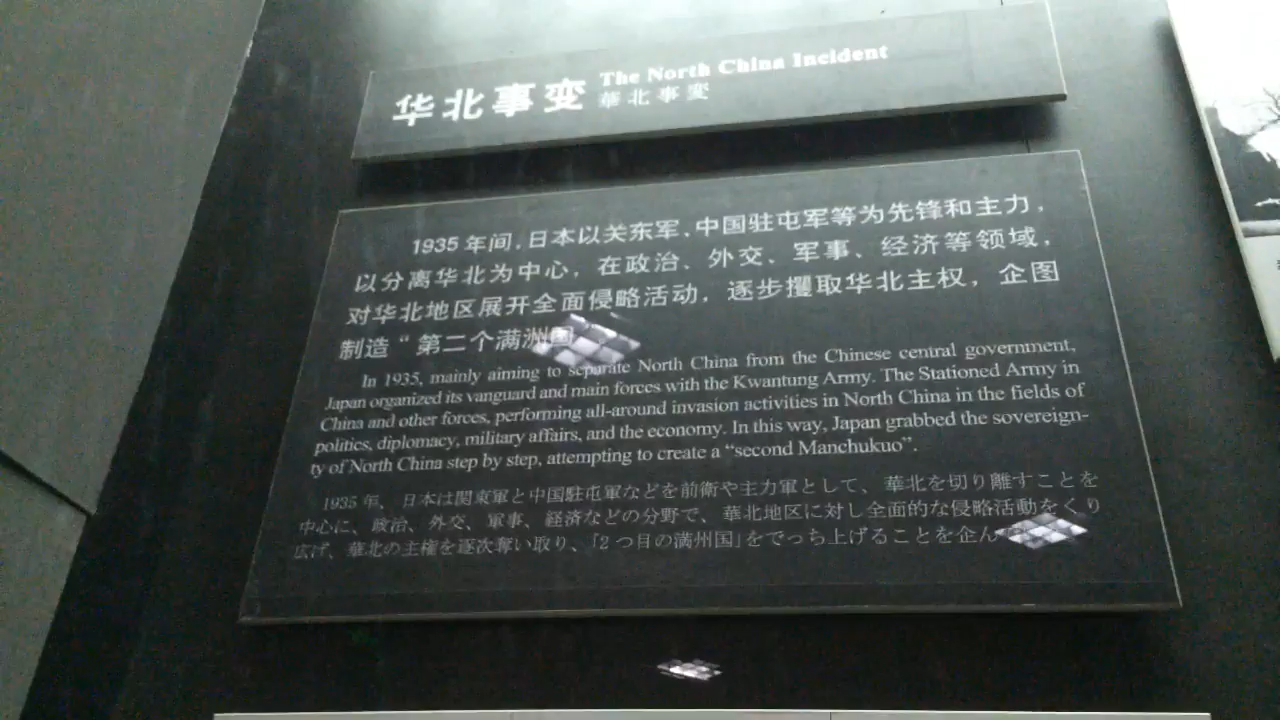 华北事变
The North China Incident
華北事変
1935年间，日本以关东军、中国驻屯军等为先锋和主力，
以分离华北为中心，在政治、外交、军事、经济等领域，
对华北地区展开全面侵略活动，逐步攫取华北主权，企图
制造“第二个满洲国
In 1935, mainly aiming to separate North China from the Chinese central government,
Japan organized its vanguard and main forces with the Kwantung Army. The Stationed Army in
China and other forces, performing all-around invasion activities in North China in the fields of
politics, diplomacy, military affairs, and the economy. In this way, Japan grabbed the sovereign-
ty of North China step by step, attempting to create a “second Manchukuo”.
1935年、日本は関東軍と中国駐屯軍などを前衛や主力軍として、華北を切り離すことを
中心に、政治、外交、軍事、経済などの分野で、華北地区に対し全面的な侵略活動をくり
広げ、華北の主権を逐次奪い取り、「2つ目の満州国」をでっち上げることを企ん